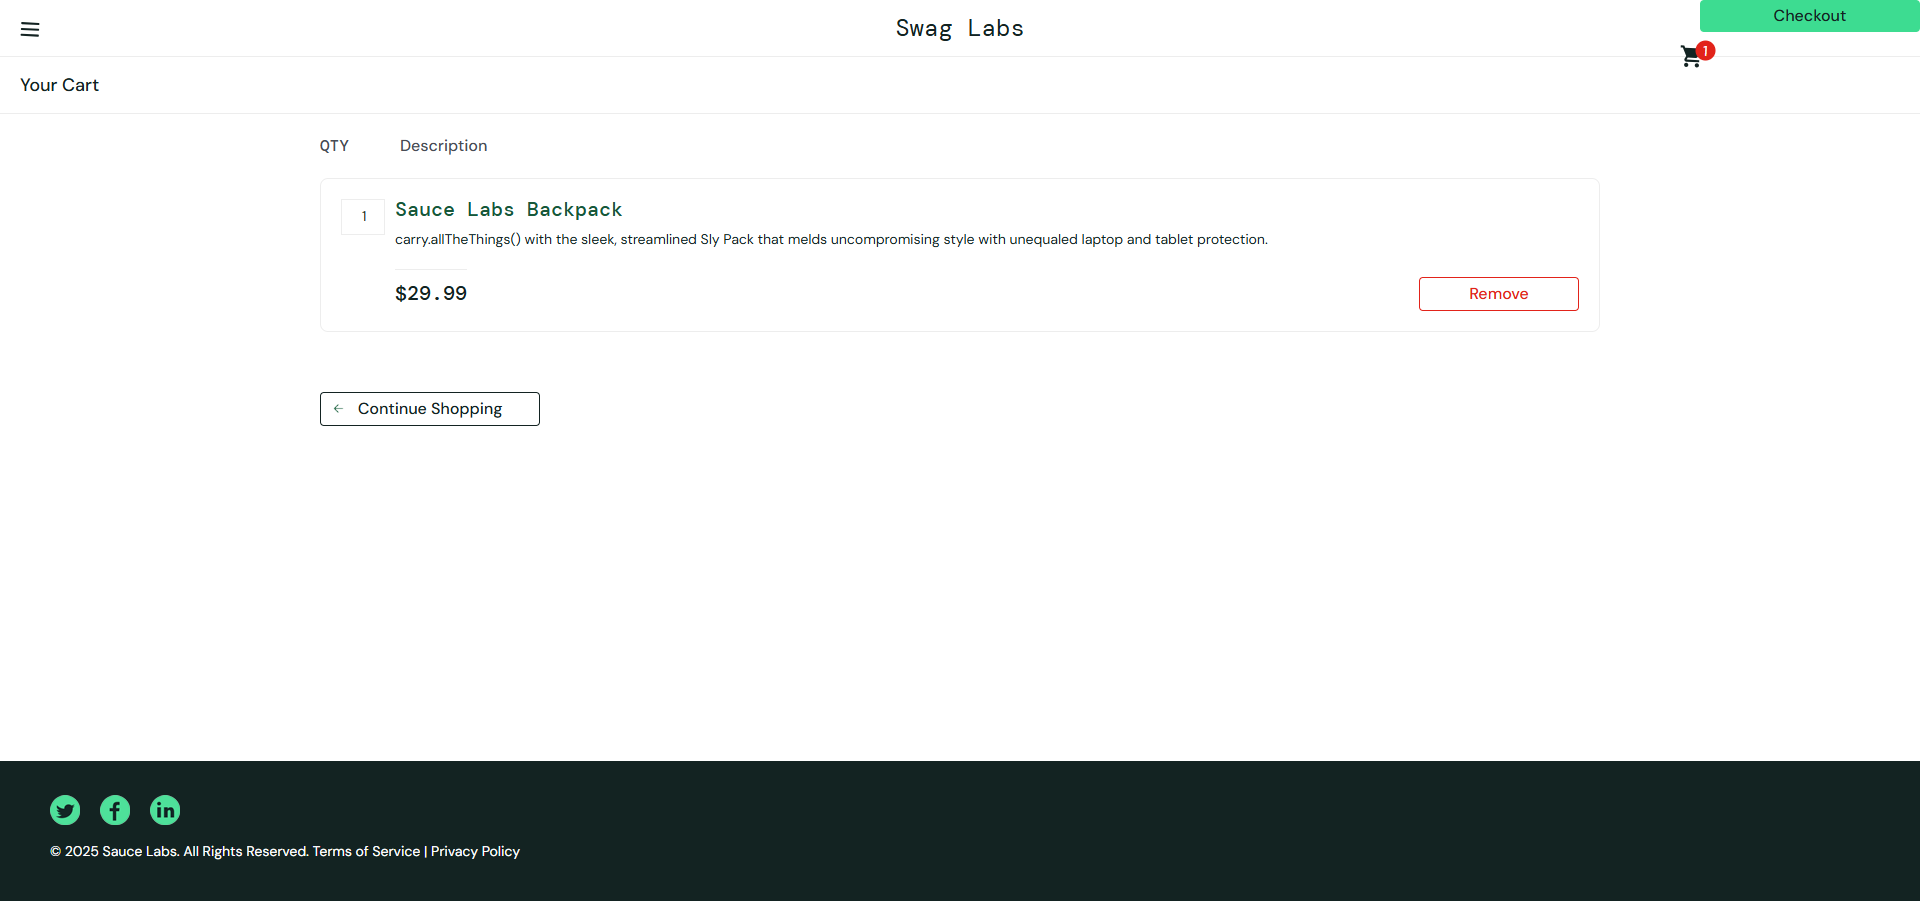 Swag Labs
Checkout
1
Your Cart
QTY Description
1
Sauce Labs Backpack
carry.allTheThings() with the sleek, streamlined Sly Pack that melds uncompromising style with unequaled laptop and tablet protection.
$29.99
Remove
Continue Shopping
© 2025 Sauce Labs. All Rights Reserved. Terms of Service | Privacy Policy